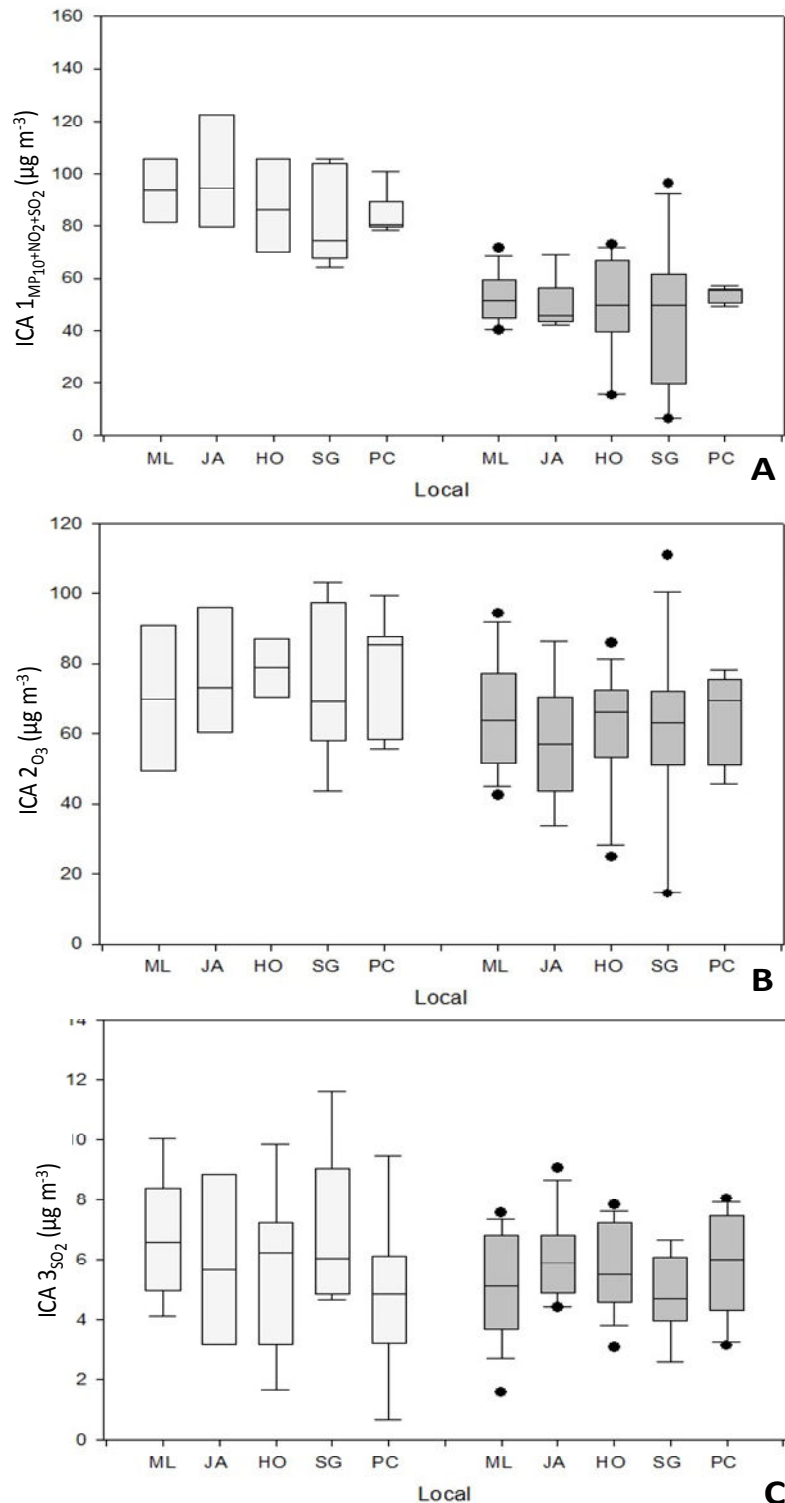 160
140
120
100
80
60
40
20
0
ICA 1MP10+NO2+SO2 (µg m-3)
ML JA HO SG PC ML JA HO SG PC
Local
A
120
100
80
60
40
20
0
ICA 2O3 (µg m-3)
ML JA HO SG PC ML JA HO SG PC
Local
B
14
12
10
8
6
4
2
0
ICA 3SO2 (µg m-3)
ML JA HO SG PC ML JA HO SG PC
Local
C